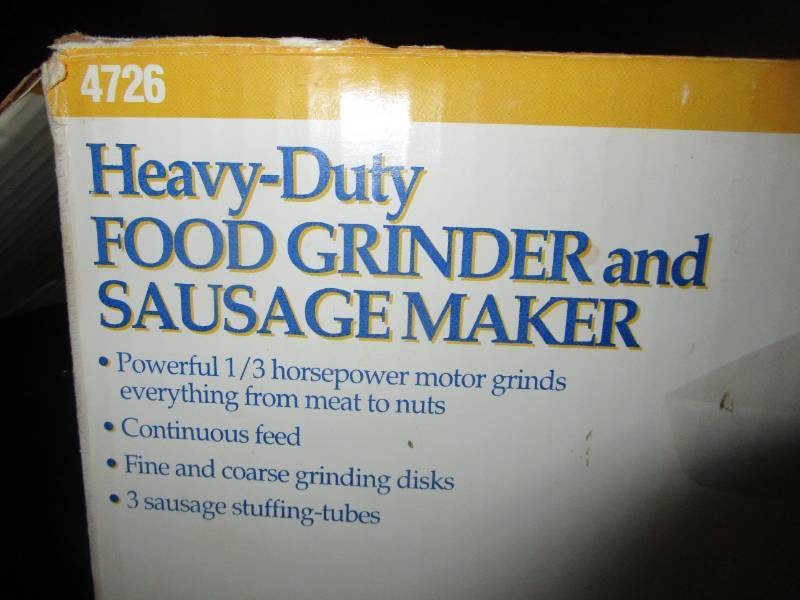 4726
Heavy-Duty
FOOD GRINDER and
SAUSAGE MAKER
• Powerful 1/3 horsepower motor grinds
everything from meat to nuts
• Continuous feed
• Fine and coarse grinding disks
• 3 sausage stuffing-tubes